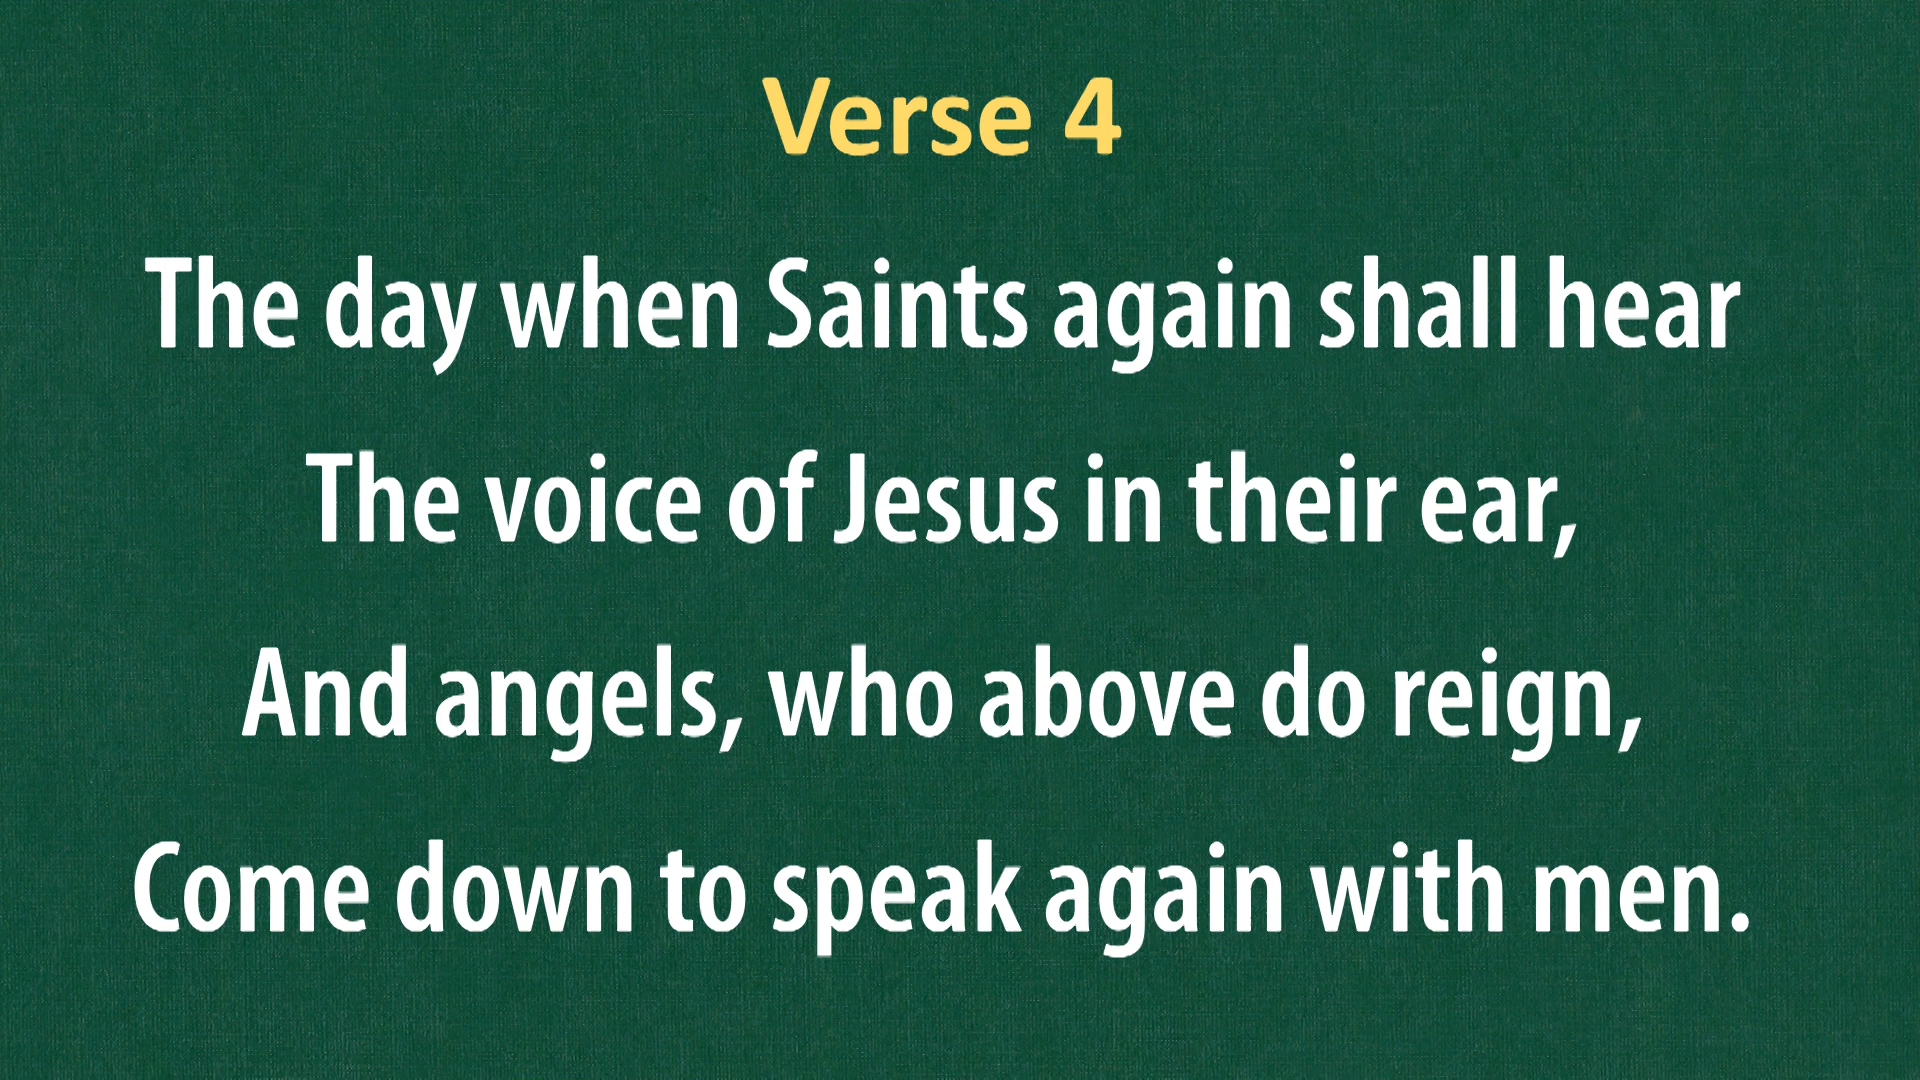 Verse 4
The day when Saints again shall hear
The voice of Jesus in their ear,
And angels, who above do reign,
Come down to speak again with men.